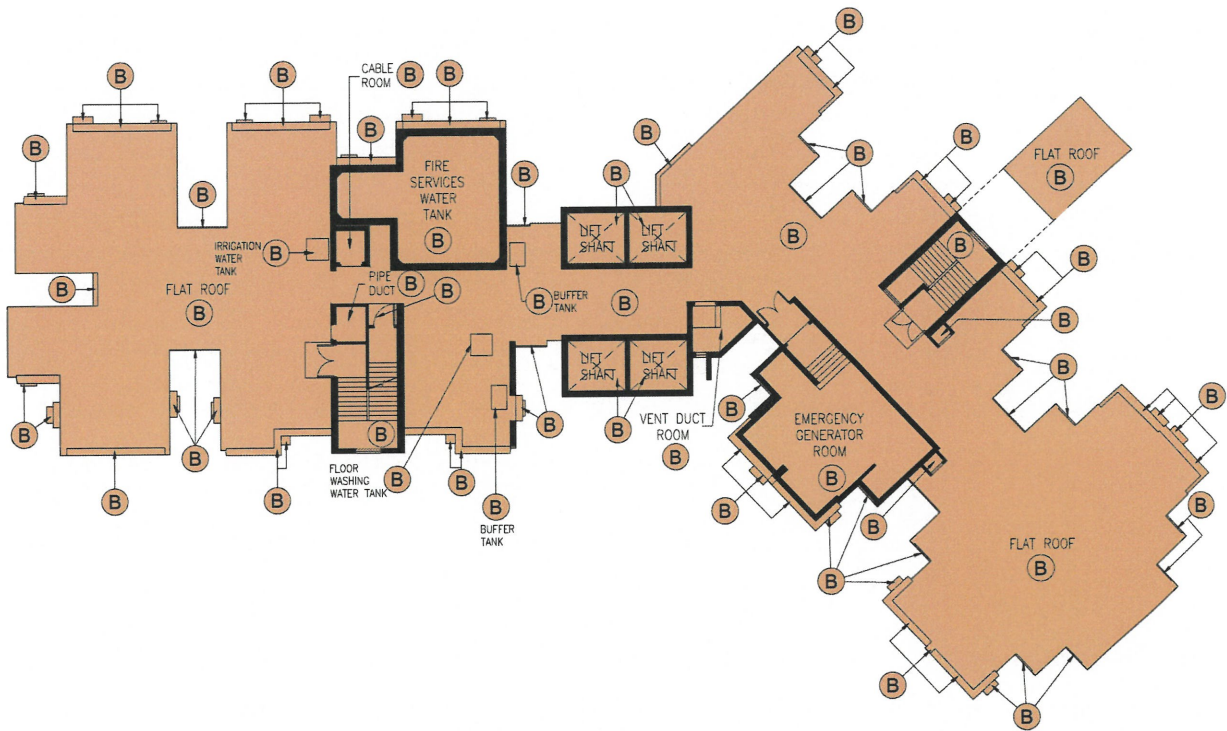 B
B
B
B
B
CABLE
ROOM
B
B
B
B
B
B
B
B
B
B
FLAT ROOF
B
FIRE
SERVICES
WATER
TANK
B
B
B
B
IRRIGATION
WATER
TANK
B
LIFT
SHAFT
LIFT
SHAFT
B
B
B
PIPE
DUCT
B
B
B
FLAT ROOF
B
BUFFER
TANK
B
B
B
LIFT
SHAFT
LIFT
SHAFT
B
B
VENT DUCT
ROOM
B
EMERGENCY
GENERATOR
ROOM
B
B
B
B
B
B
B
B
FLOOR
WASHING
WATER TANK
B
B
B
B
B
BUFFER
TANK
B
B
B
FLAT ROOF
B
B
B
B